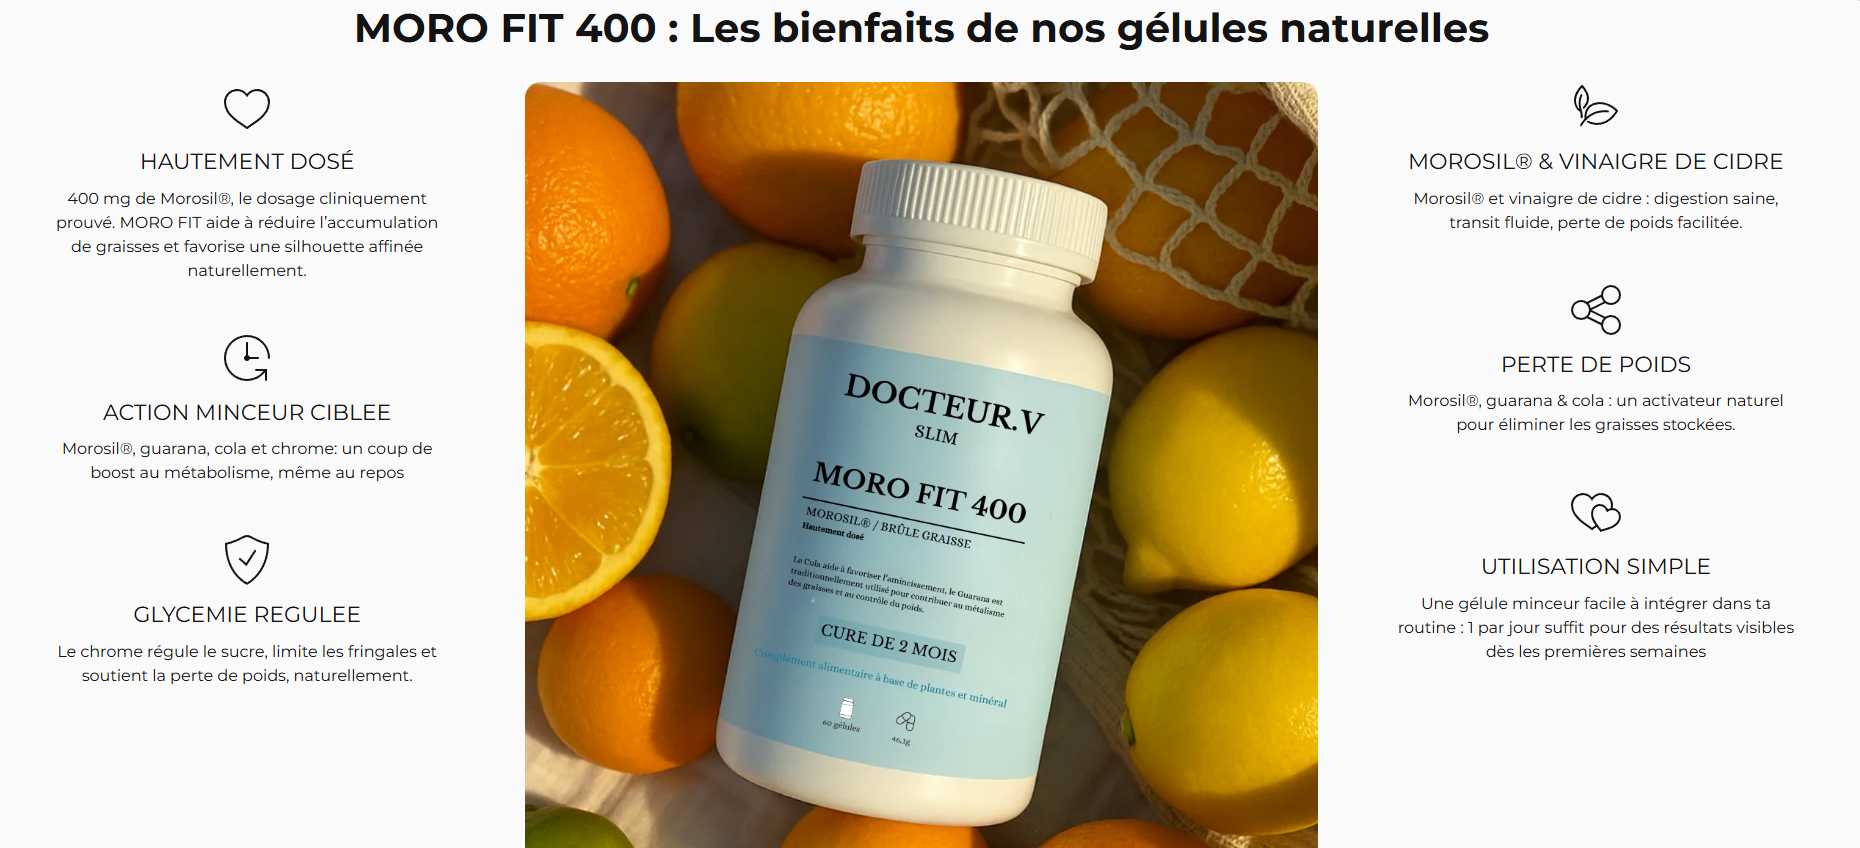 MORO FIT 400 : Les bienfaits de nos gélules naturelles
HAUTEMENT DOSÉ
400 mg de Morosil®, le dosage cliniquement
prouvé. MORO FIT aide à réduire l'accumulation
de graisses et favorise une silhouette affinée
naturellement.
ACTION MINCEUR CIBLEE
Morosil®, guarana, cola et chrome: un coup de
boost au métabolisme, même au repos
GLYCEMIE REGULEE
Le chrome régule le sucre, limite les fringales et
soutient la perte de poids, naturellement.
DOCTEUR.V
SLIM
MORO FIT 400
MOROSIL® / BRÛLE GRAISSE
Hautement dosé
Le Cola aide à favoriser l'amincissement, le Guarana est
traditionnellement utilisé pour contribuer au métalisme
des graisses et au contrôle du poids.
CURE DE 2 MOIS
Complément alimentaire à base de plantes et minéral
60 gélules
46,1g
MOROSIL® & VINAIGRE DE CIDRE
Morosil® et vinaigre de cidre : digestion saine,
transit fluide, perte de poids facilitée.
PERTE DE POIDS
Morosil®, guarana & cola : un activateur naturel
pour éliminer les graisses stockées.
UTILISATION SIMPLE
Une gélule minceur facile à intégrer dans ta
routine : 1 par jour suffit pour des résultats visibles
dès les premières semaines